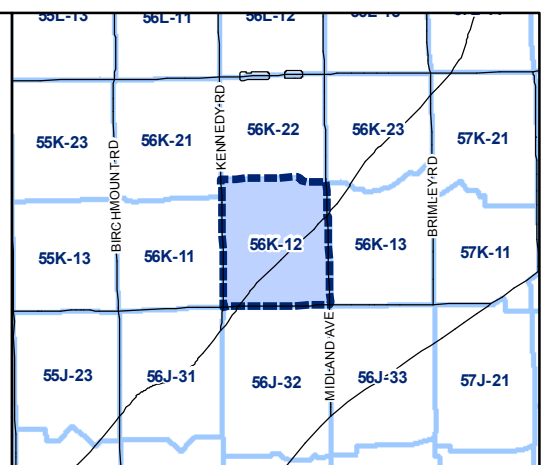 55L-13 56L-11 56L-12
55K-23 56K-21 56K-22 56K-23 57K-21
BIRCHMOUNT RD
KENNEDY RD
BRIMLEY RD
55K-13 56K-11 56K-12 56K-13 57K-11
MIDLAND AVE
55J-23 56J-31 56J-32 56J-33 57J-21